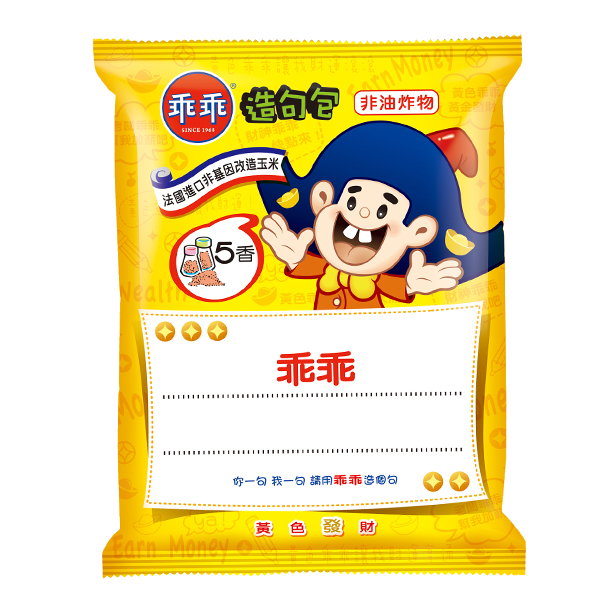 乖乖®
SINCE 1968
造句包
非油炸物
法國進口非基因改造玉米
5香
Earn Money
乖乖
你一句 我一句 請用乖乖造個句
黃色發財
Earn Money